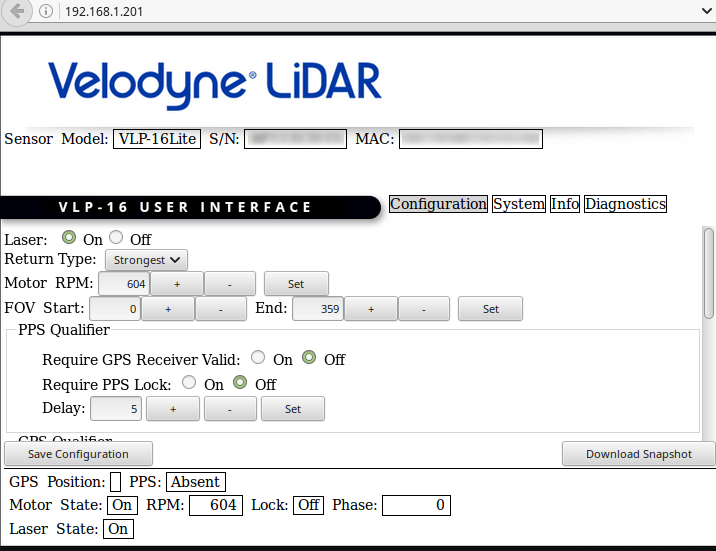 192.168.1.201
Velodyne® LiDAR
Sensor Model: VLP-16Lite S/N: MAC:
VLP-16 USER INTERFACE Configuration System Info Diagnostics
Laser: On Off
Return Type: Strongest
Motor RPM: 604 + - Set
FOV Start: 0 + - End: 359 + - Set
PPS Qualifier
Require GPS Receiver Valid: On Off
Require PPS Lock: On Off
Delay: 5 + - Set
GPS Qualifier
Save Configuration Download Snapshot
GPS Position: PPS: Absent
Motor State: On RPM: 604 Lock: Off Phase: 0
Laser State: On